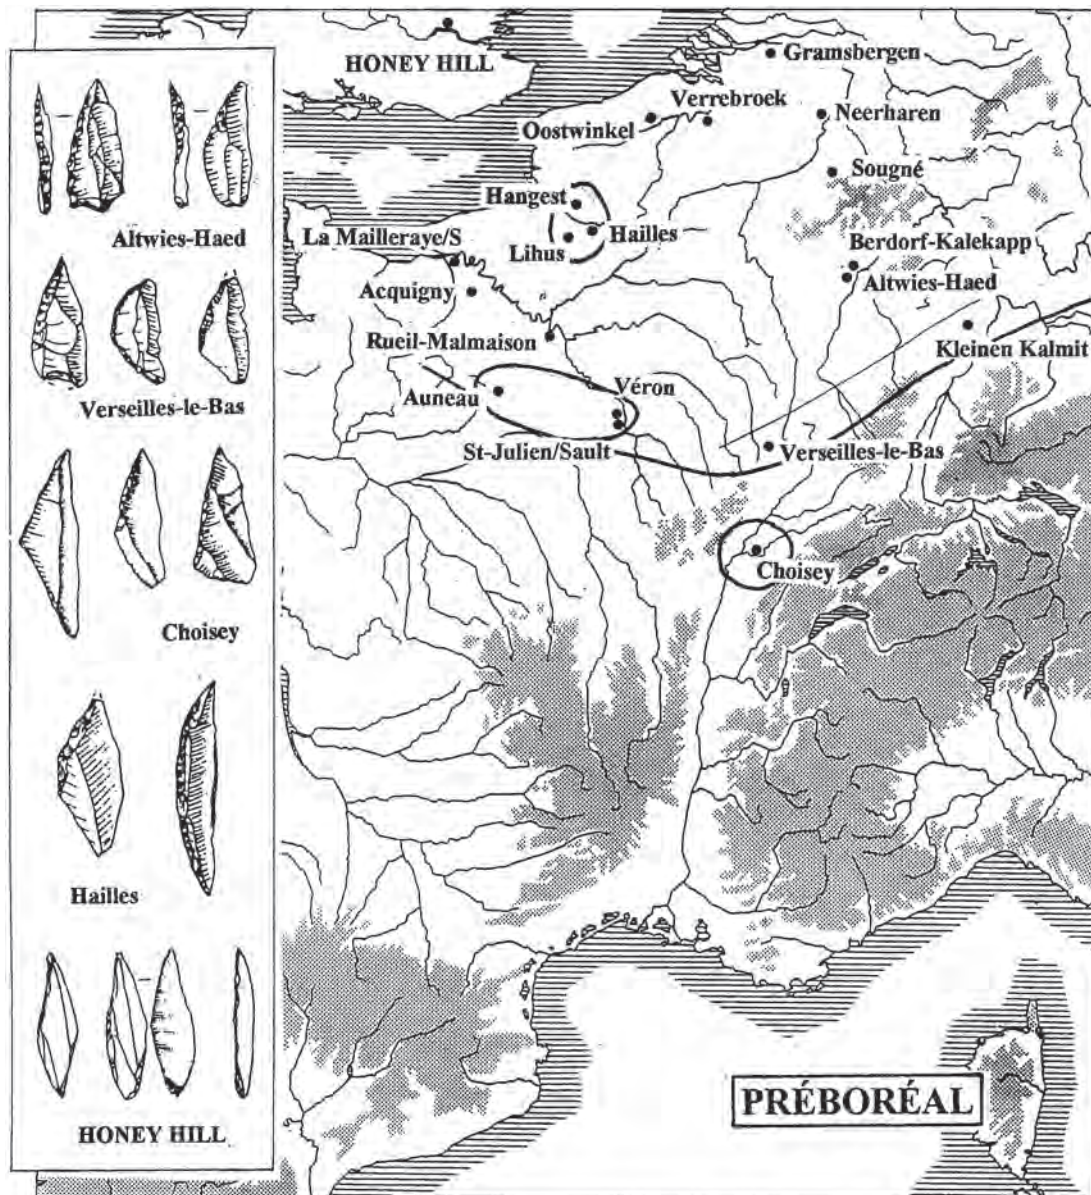 Altwies-Haed
Verseilles-le-Bas
Choisey
Hailles
HONEY HILL
HONEY HILL
Gramsbergen
Verrebroek
Oostwinkel
Neerharen
Sougné
Hangest
Hailles
Lihus
La Mailleraye/S
Berdorf-Kalekapp
Altwies-Haed
Acquigny
Rueil-Malmaison
Kleinen Kalmit
Auneau
Véron
St-Julien/Sault
Verseilles-le-Bas
Choisey
PRÉBORÉAL